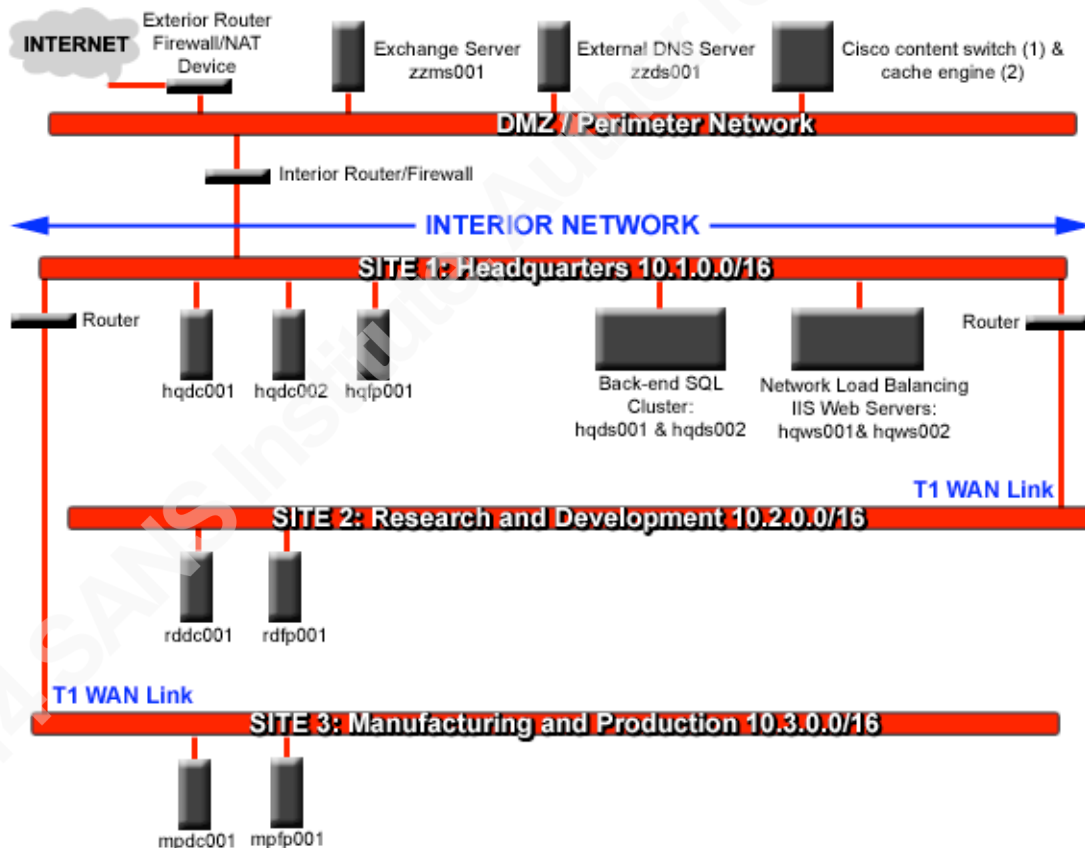 INTERNET
Exterior Router
Firewall/NAT
Device
Exchange Server
zzms001
External DNS Server
zzds001
Cisco content switch (1) &
cache engine (2)
DMZ / Perimeter Network
Interior Router/Firewall
INTERIOR NETWORK
SITE 1: Headquarters 10.1.0.0/16
Router
hqdc001
hqdc002
hqfp001
Back-end SQL
Cluster:
hqds001 & hqds002
Network Load Balancing
IIS Web Servers:
hqws001& hqws002
Router
T1 WAN Link
SITE 2: Research and Development 10.2.0.0/16
rddc001
rdfp001
T1 WAN Link
SITE 3: Manufacturing and Production 10.3.0.0/16
mpdc001
mpfp001
SANS Institute, Author